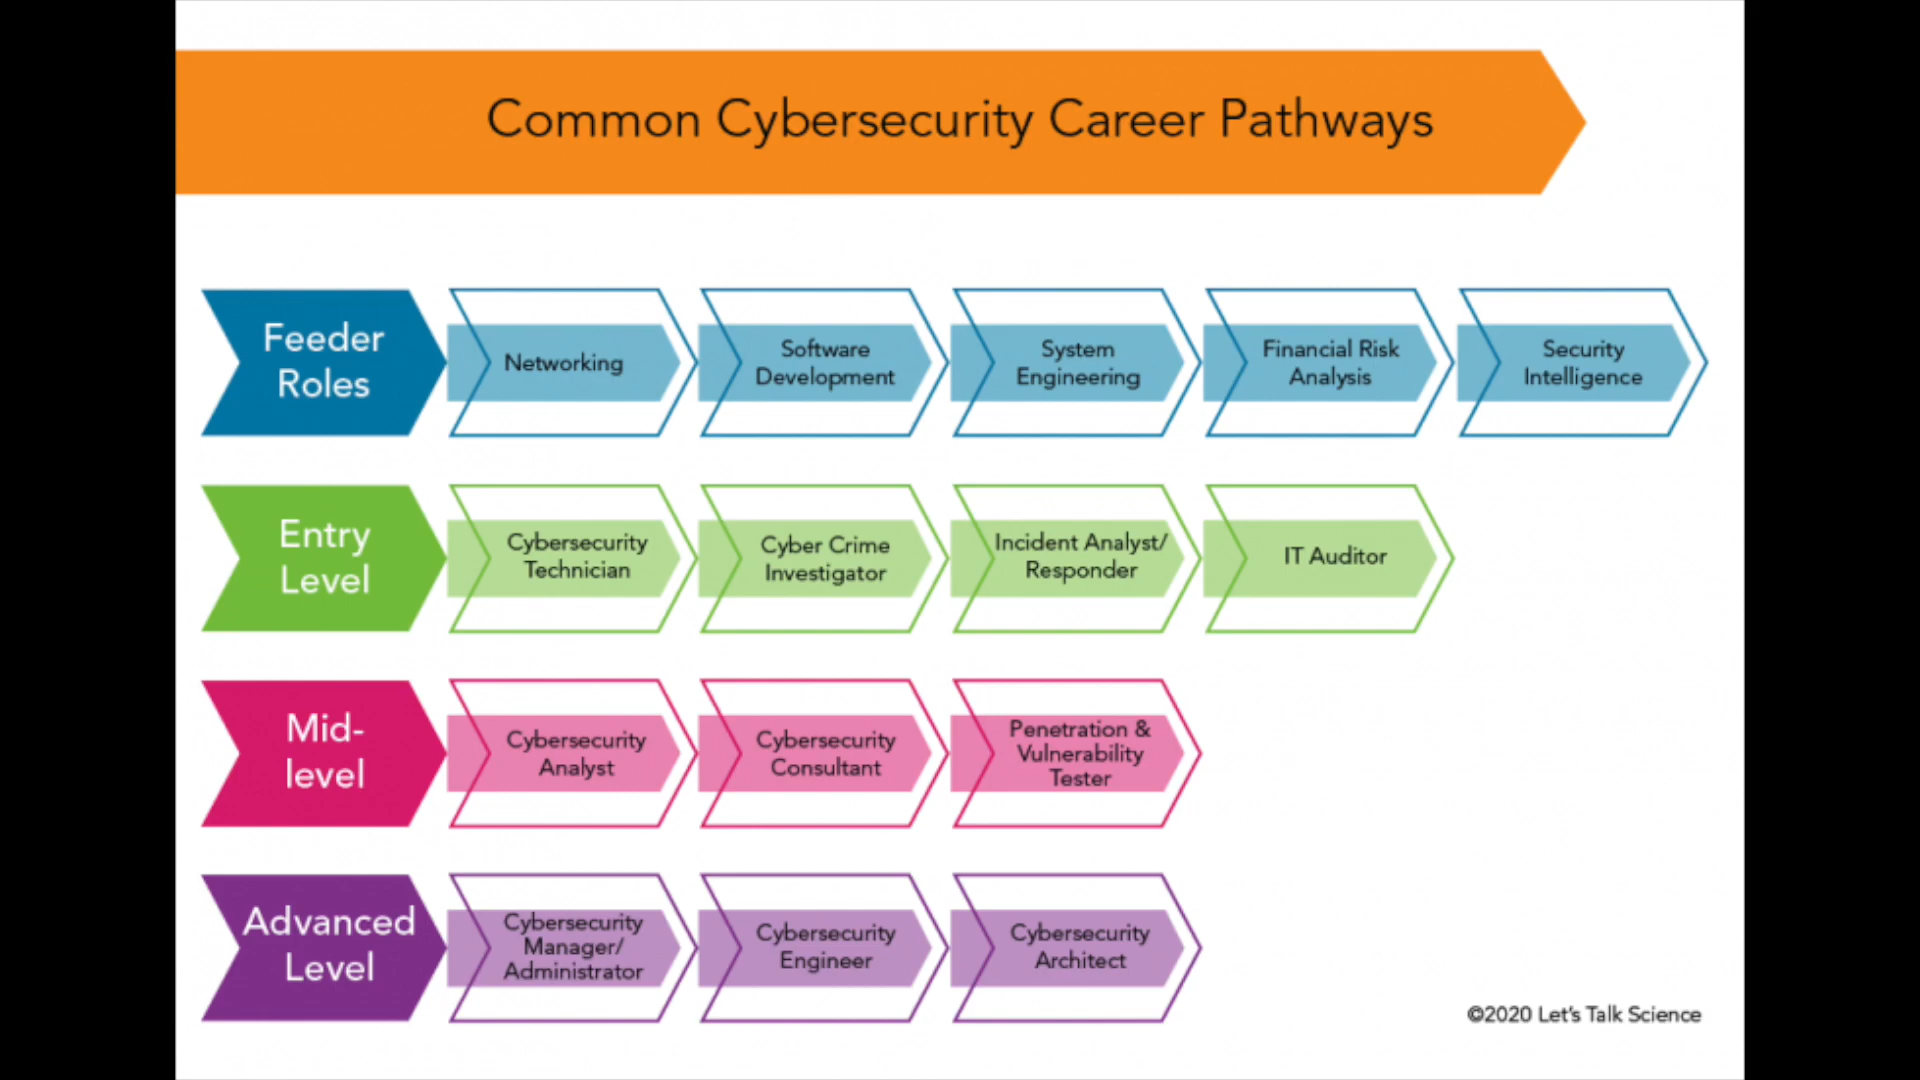 Common Cybersecurity Career Pathways
Feeder
Roles
Networking
Software
Development
System
Engineering
Financial Risk
Analysis
Security
Intelligence
Entry
Level
Cybersecurity
Technician
Cyber Crime
Investigator
Incident Analyst/
Responder
IT Auditor
Mid-
level
Cybersecurity
Analyst
Cybersecurity
Consultant
Penetration &
Vulnerability
Tester
Advanced
Level
Cybersecurity
Manager/
Administrator
Cybersecurity
Engineer
Cybersecurity
Architect
©2020 Let's Talk Science